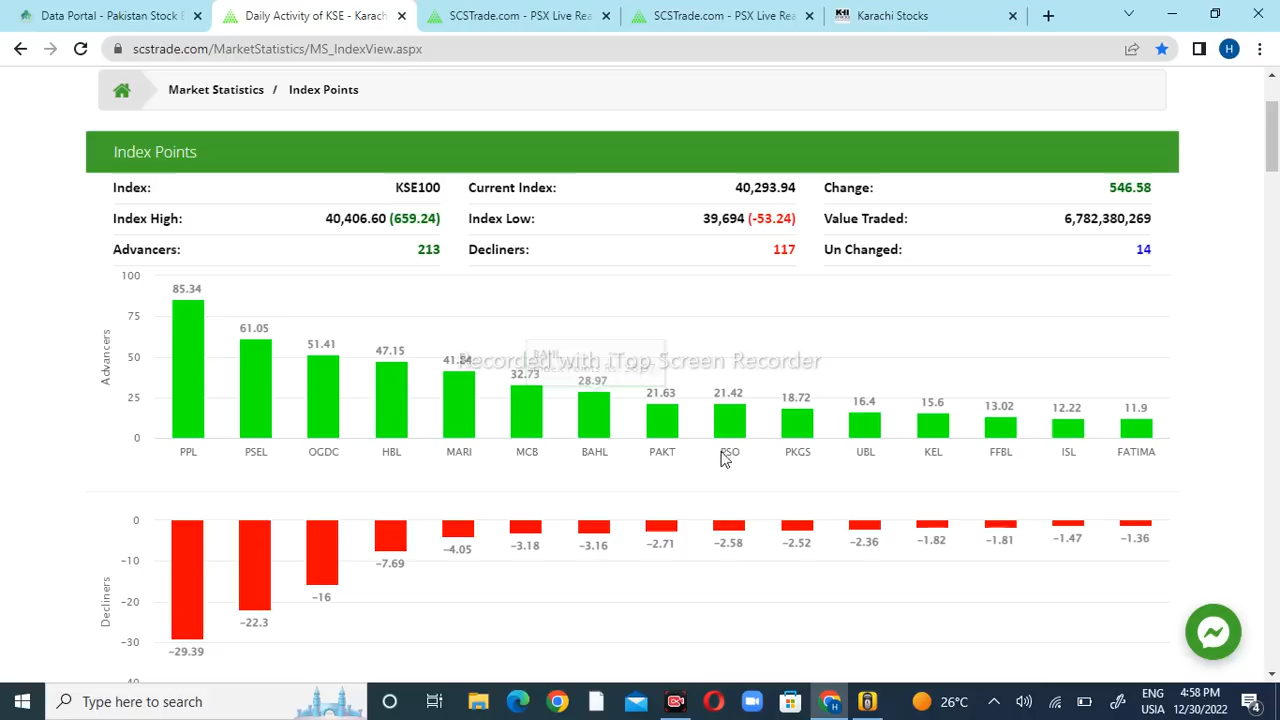 Data Portal - Pakistan Stock E
Daily Activity of KSE - Karach
SCSTrade.com - PSX Live Rea
SCSTrade.com - PSX Live Rea
Karachi Stocks
scstrade.com/MarketStatistics/MS_IndexView.aspx
H
Market Statistics / Index Points
Index Points
Index: KSE100 Current Index: 40,293.94 Change: 546.58
Index High: 40,406.60 (659.24) Index Low: 39,694 (-53.24) Value Traded: 6,782,380,269
Advancers: 213 Decliners: 117 Un Changed: 14
Advancers
100
75
50
25
0
85.34 61.05 51.41 47.15 32.73 28.97 21.63 21.42 18.72 16.4 15.6 13.02 12.22 11.9
Recorded with iTop Screen Recorder
PPL PSEL OGDC HBL MARI MCB BAHL PAKT PSO PKGS UBL KEL FFBL ISL FATIMA
Decliners
0
-10
-20
-30
-40
-29.39 -22.3 -16 -7.69 -4.05 -3.18 -3.16 -2.71 -2.58 -2.52 -2.36 -1.82 -1.81 -1.47 -1.36
Type here to search
26°C
ENG
USIA
4:58 PM
12/30/2022
4